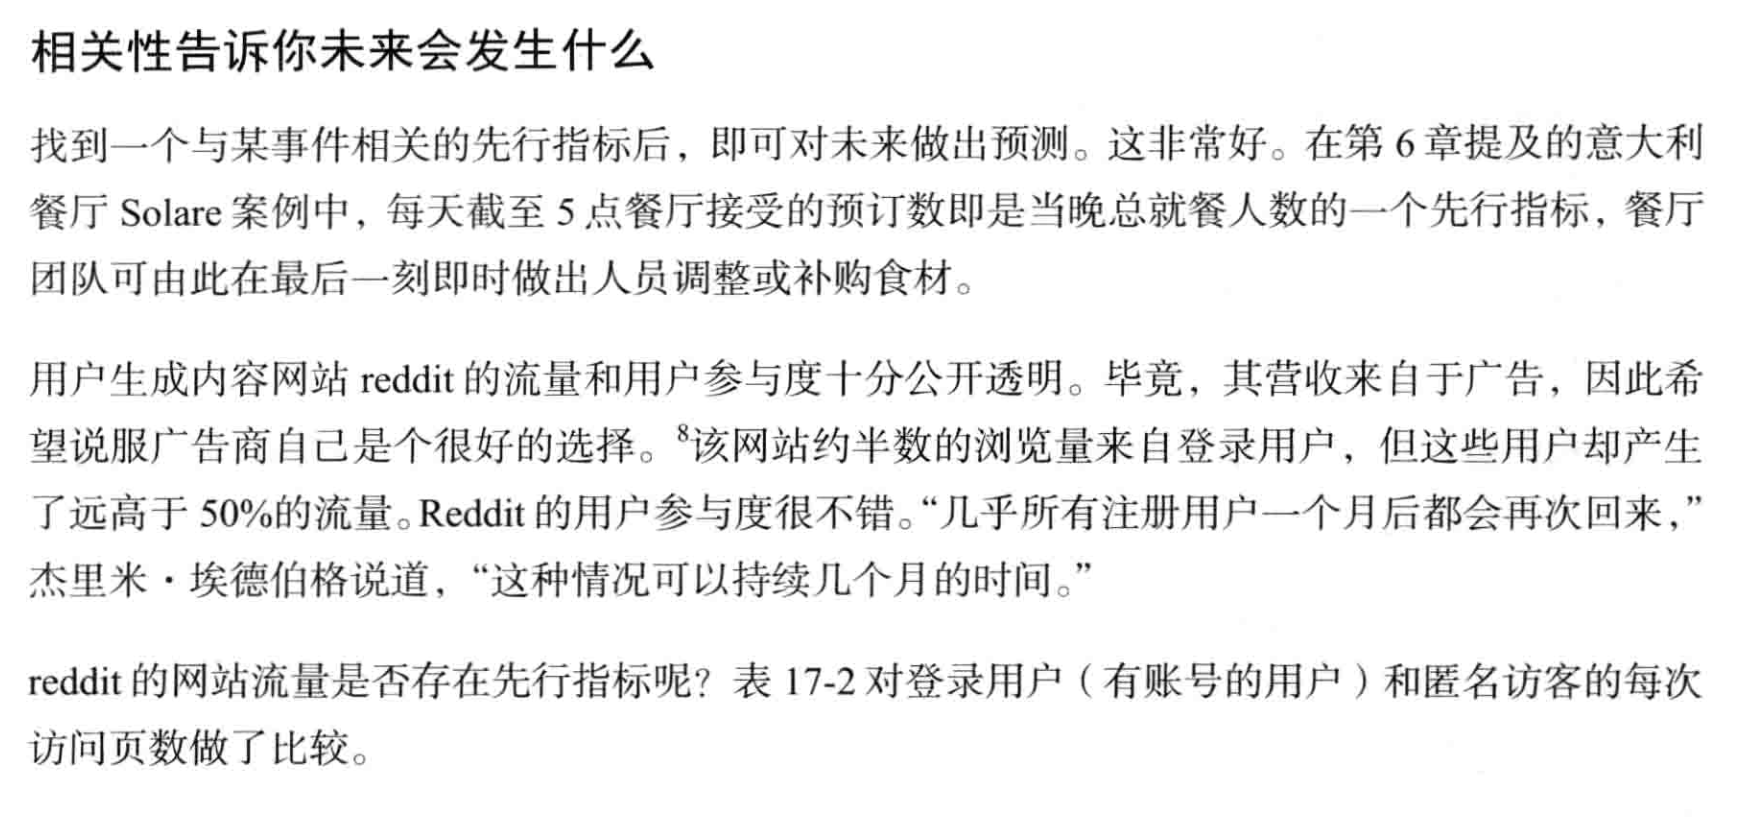 相关性告诉你未来会发生什么
找到一个与某事件相关的先行指标后，即可对未来做出预测。这非常好。在第 6 章提及的意大利
餐厅 Solare 案例中，每天截至 5 点餐厅接受的预订数即是当晚总就餐人数的一个先行指标，餐厅
团队可由此在最后一刻即时做出人员调整或补购食材。
用户生成内容网站 reddit 的流量和用户参与度十分公开透明。毕竟，其营收来自于广告，因此希
望说服广告商自己是个很好的选择。⁸该网站约半数的浏览量来自登录用户，但这些用户却产生
了远高于 50%的流量。Reddit 的用户参与度很不错。“几乎所有注册用户一个月后都会再次回来，”
杰里米·埃德伯格说道，“这种情况可以持续几个月的时间。”
reddit 的网站流量是否存在先行指标呢？表 17-2 对登录用户（有账号的用户）和匿名访客的每次
访问页数做了比较。